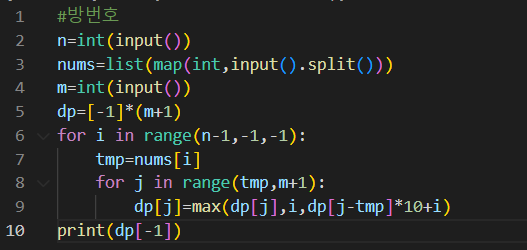 1 #방번호
2 n=int(input())
3 nums=list(map(int,input().split()))
4 m=int(input())
5 dp=[-1]*(m+1)
6 for i in range(n-1,-1,-1):
7     tmp=nums[i]
8     for j in range(tmp,m+1):
9         dp[j]=max(dp[j],i,dp[j-tmp]*10+i)
10 print(dp[-1])